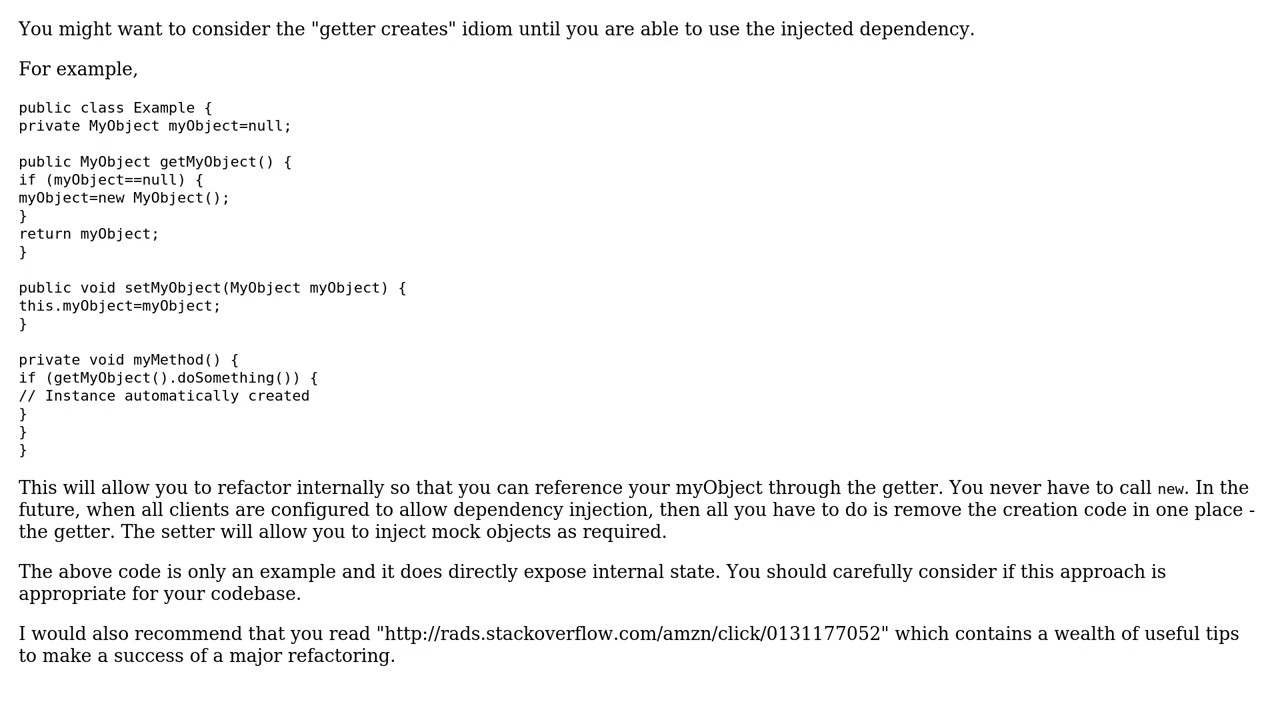 You might want to consider the "getter creates" idiom until you are able to use the injected dependency.
For example,
public class Example {
private MyObject myObject=null;
public MyObject getMyObject() {
if (myObject==null) {
myObject=new MyObject();
}
return myObject;
}
public void setMyObject(MyObject myObject) {
this.myObject=myObject;
}
private void myMethod() {
if (getMyObject().doSomething()) {
// Instance automatically created
}
}
}
This will allow you to refactor internally so that you can reference your myObject through the getter. You never have to call new. In the
future, when all clients are configured to allow dependency injection, then all you have to do is remove the creation code in one place -
the getter. The setter will allow you to inject mock objects as required.
The above code is only an example and it does directly expose internal state. You should carefully consider if this approach is
appropriate for your codebase.
I would also recommend that you read "http://rads.stackoverflow.com/amzn/click/0131177052" which contains a wealth of useful tips
to make a success of a major refactoring.